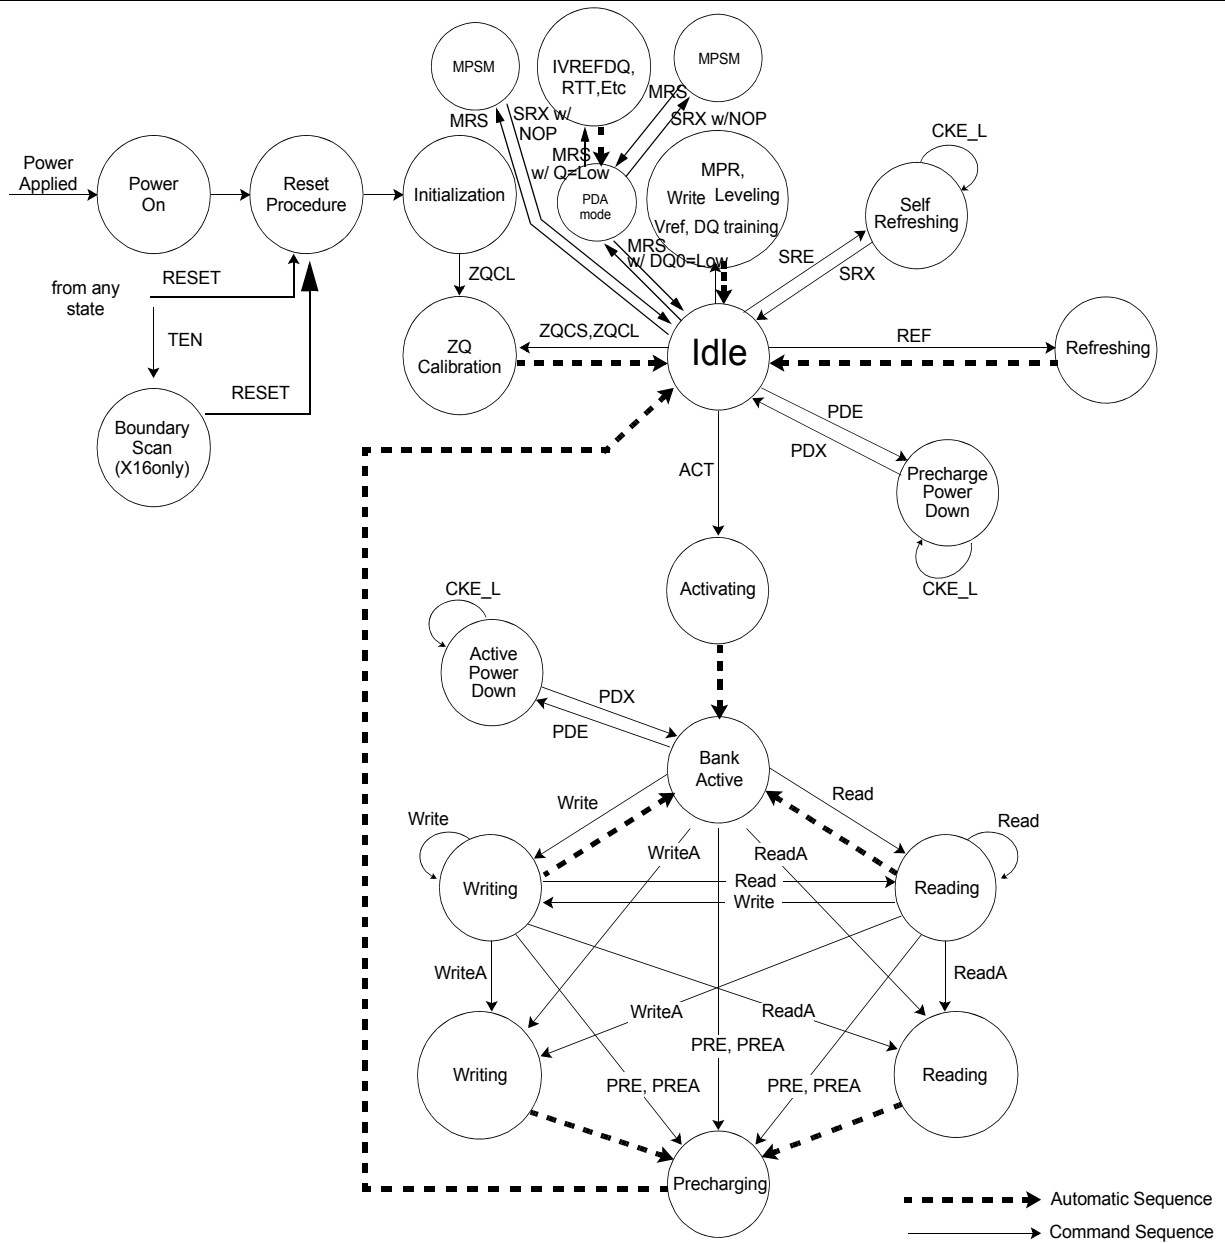 MPSM
IVREFDQ,
RTT,Etc
MPSM
MRS
SRX w/
NOP
MRS
SRX w/NOP
MRS
w/ Q=Low
PDA
mode
MPR,
Write Leveling
Vref, DQ training
MRS
w/ DQ0=Low
CKE_L
Self
Refreshing
SRE
SRX
Power
Applied
Power
On
Reset
Procedure
Initialization
from any
state
RESET
TEN
RESET
Boundary
Scan
(X16only)
ZQCL
ZQ
Calibration
ZQCS,ZQCL
Idle
REF
Refreshing
PDE
PDX
Precharge
Power
Down
CKE_L
ACT
Activating
CKE_L
Active
Power
Down
PDX
PDE
Bank
Active
Write
Read
Write
Read
WriteA
ReadA
Writing
Read
Write
Reading
WriteA
ReadA
WriteA
ReadA
PRE, PREA
PRE, PREA
PRE, PREA
Writing
Reading
Precharging
Automatic Sequence
Command Sequence